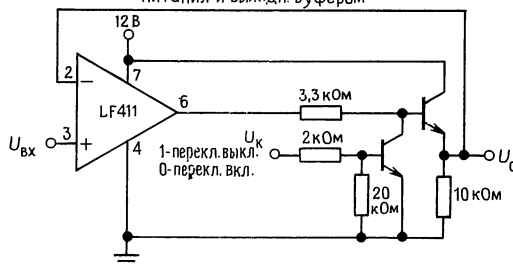 питания и выходн. буфером
12 В
2
7
3,3 кОм
LF411
6
Uк
2 кОм
Uвх
3
4
1-перекл. выкл.
0-перекл. вкл.
20
кОм
10 кОм